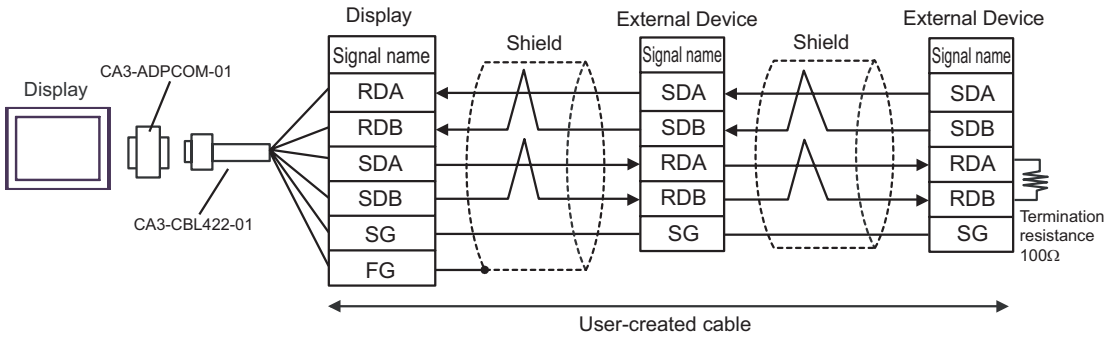 Display
CA3-ADPCOM-01
CA3-CBL422-01
Display
Signal name
RDA
RDB
SDA
SDB
SG
FG
Shield
External Device
Signal name
SDA
SDB
RDA
RDB
SG
Shield
External Device
Signal name
SDA
SDB
RDA
RDB
SG
Termination
resistance
100Ω
User-created cable